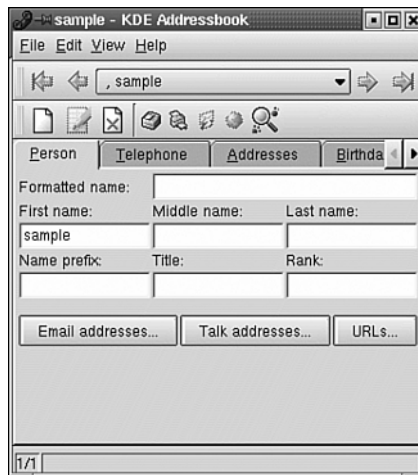 sample - KDE Addressbook
File Edit View Help
, sample
Person Telephone Addresses Birthda
Formatted name:
First name: Middle name: Last name:
sample
Name prefix: Title: Rank:
Email addresses... Talk addresses... URLs...
1/1